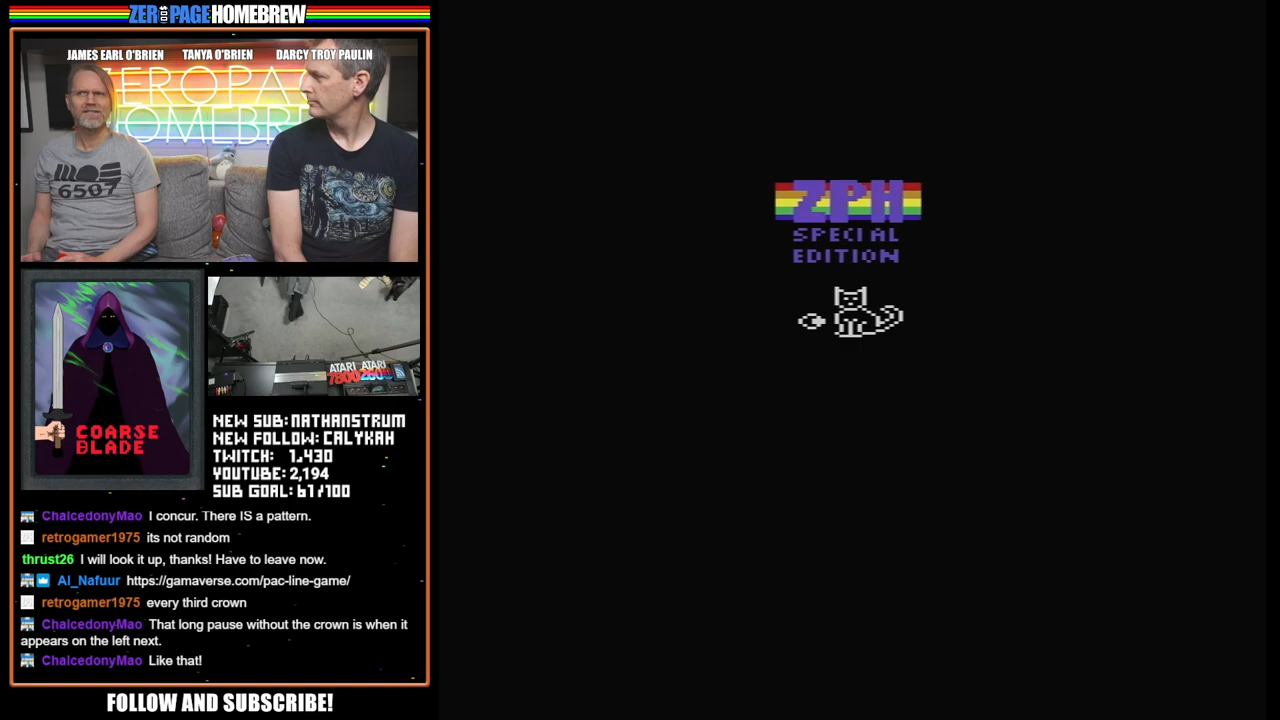 ZEROPAGE HOMEBREW
JAMES EARL O'BRIEN TANYA O'BRIEN DARCY TROY PAULIN
ZEROPAG
HOMEBR
MOS
6507
COARSE
BLADE
ATARI ATARI
7800 2600
NEW SUB: NATHANSTRUM
NEW FOLLOW: CALYKAH
TWITCH: 1,430
YOUTUBE: 2,194
SUB GOAL: 67/100
ChalcedonyMao I concur. There IS a pattern.
retrogamer1975 its not random
thrust26 I will look it up, thanks! Have to leave now.
Al_Nafuur https://gamaverse.com/pac-line-game/
retrogamer1975 every third crown
ChalcedonyMao That long pause without the crown is when it
appears on the left next.
ChalcedonyMao Like that!
FOLLOW AND SUBSCRIBE!
ZPH
SPECIAL
EDITION